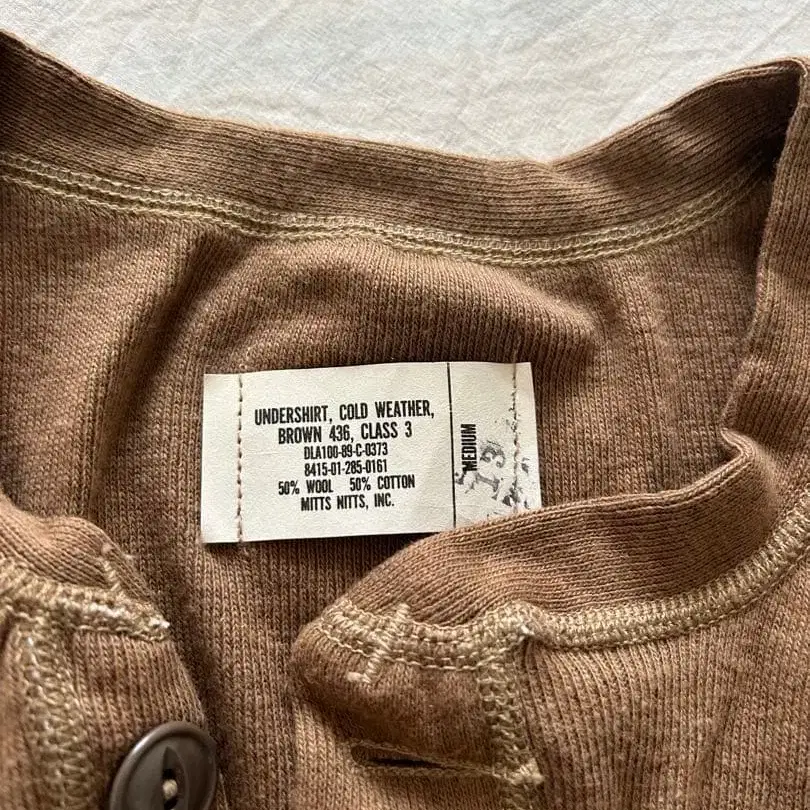 UNDERSHIRT, COLD WEATHER,
BROWN 436, CLASS 3
DLA100-89-C-0373
8415-01-285-0161
50% WOOL 50% COTTON
MITTS NITTS, INC.
MEDIUM
13